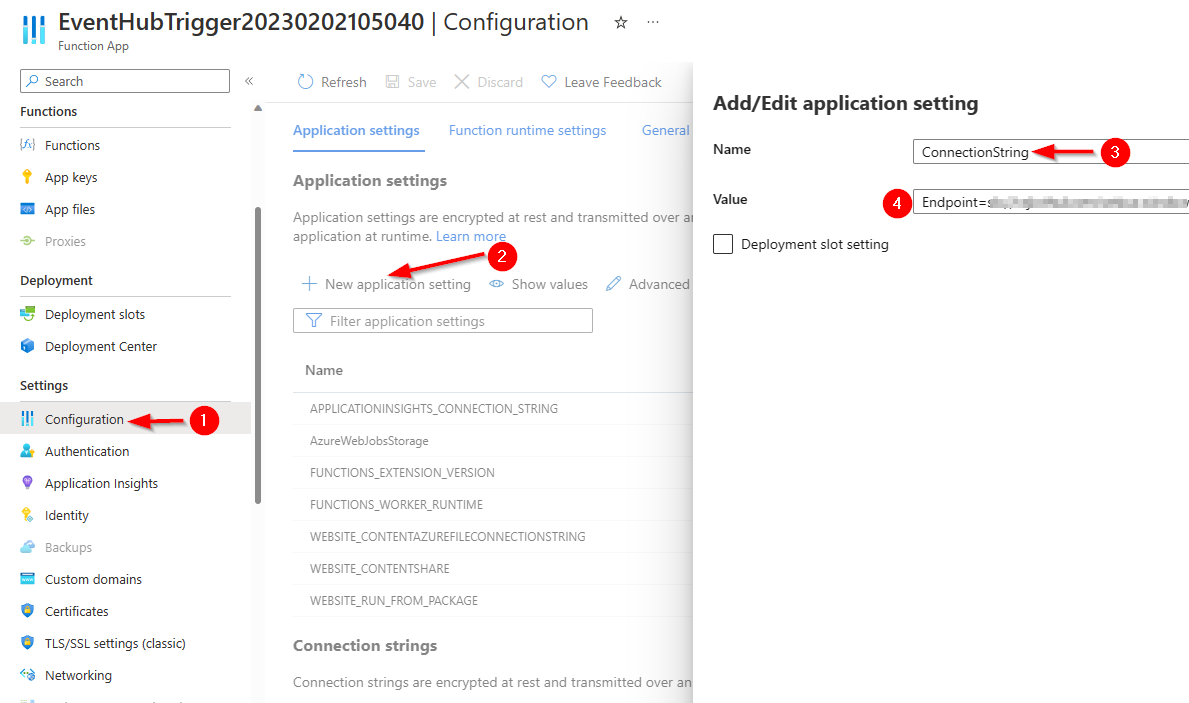 EventHubTrigger20230202105040 | Configuration
Function App
Search
Functions
Functions
App keys
App files
Proxies
Deployment
Deployment slots
Deployment Center
Settings
Configuration
1
Authentication
Application Insights
Identity
Backups
Custom domains
Certificates
TLS/SSL settings (classic)
Networking
Refresh
Save
Discard
Leave Feedback
Application settings
Function runtime settings
General
Application settings
Application settings are encrypted at rest and transmitted over an
application at runtime. Learn more
2
New application setting
Show values
Advanced
Filter application settings
Name
APPLICATIONINSIGHTS_CONNECTION_STRING
AzureWebJobsStorage
FUNCTIONS_EXTENSION_VERSION
FUNCTIONS_WORKER_RUNTIME
WEBSITE_CONTENTAZUREFILECONNECTIONSTRING
WEBSITE_CONTENTSHARE
WEBSITE_RUN_FROM_PACKAGE
Connection strings
Connection strings are encrypted at rest and transmitted over an
Add/Edit application setting
Name
ConnectionString
3
Value
4
Endpoint=
Deployment slot setting